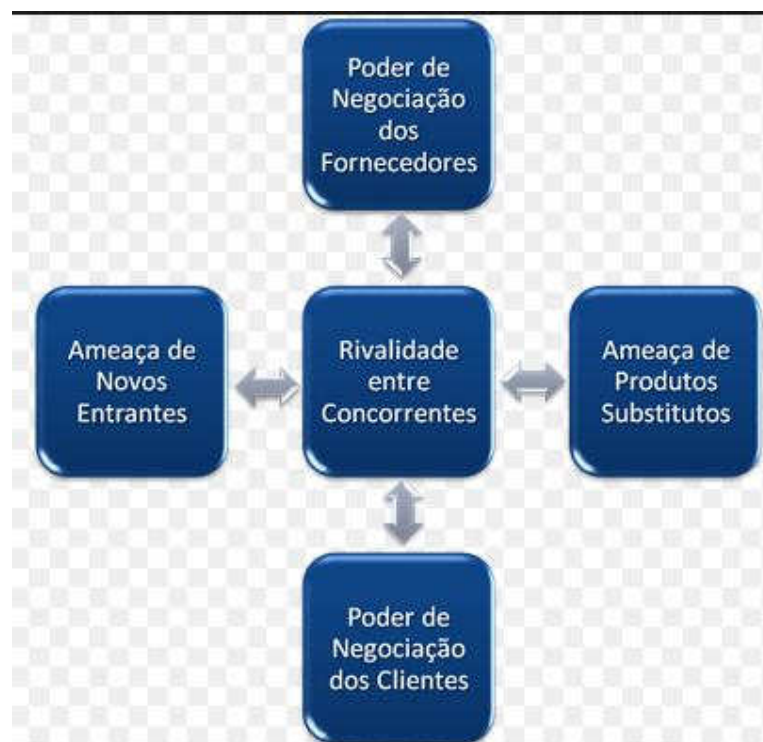 Poder de
Negociação
dos
Fornecedores
Ameaça de
Novos
Entrantes
Rivalidade
entre
Concorrentes
Ameaça de
Produtos
Substitutos
Poder de
Negociação
dos Clientes